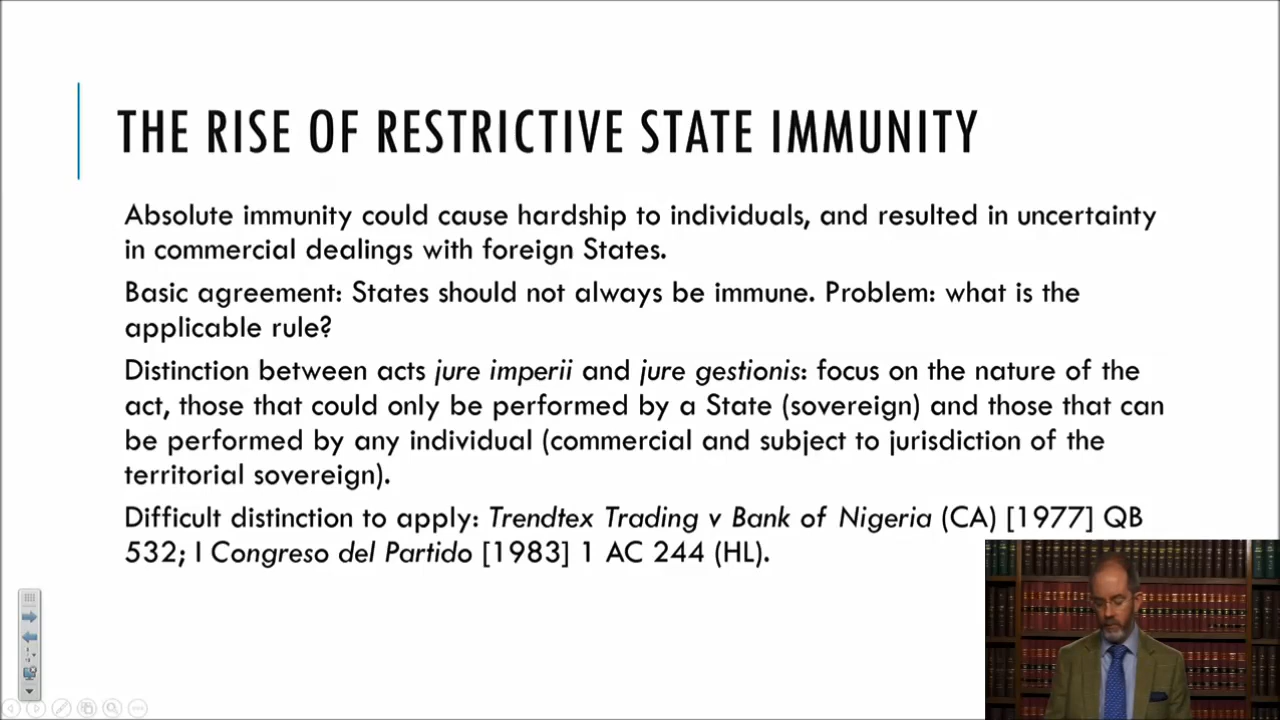 THE RISE OF RESTRICTIVE STATE IMMUNITY
Absolute immunity could cause hardship to individuals, and resulted in uncertainty
in commercial dealings with foreign States.
Basic agreement: States should not always be immune. Problem: what is the
applicable rule?
Distinction between acts jure imperii and jure gestionis: focus on the nature of the
act, those that could only be performed by a State (sovereign) and those that can
be performed by any individual (commercial and subject to jurisdiction of the
territorial sovereign).
Difficult distinction to apply: Trendtex Trading v Bank of Nigeria (CA) [1977] QB
532; I Congreso del Partido [1983] 1 AC 244 (HL).